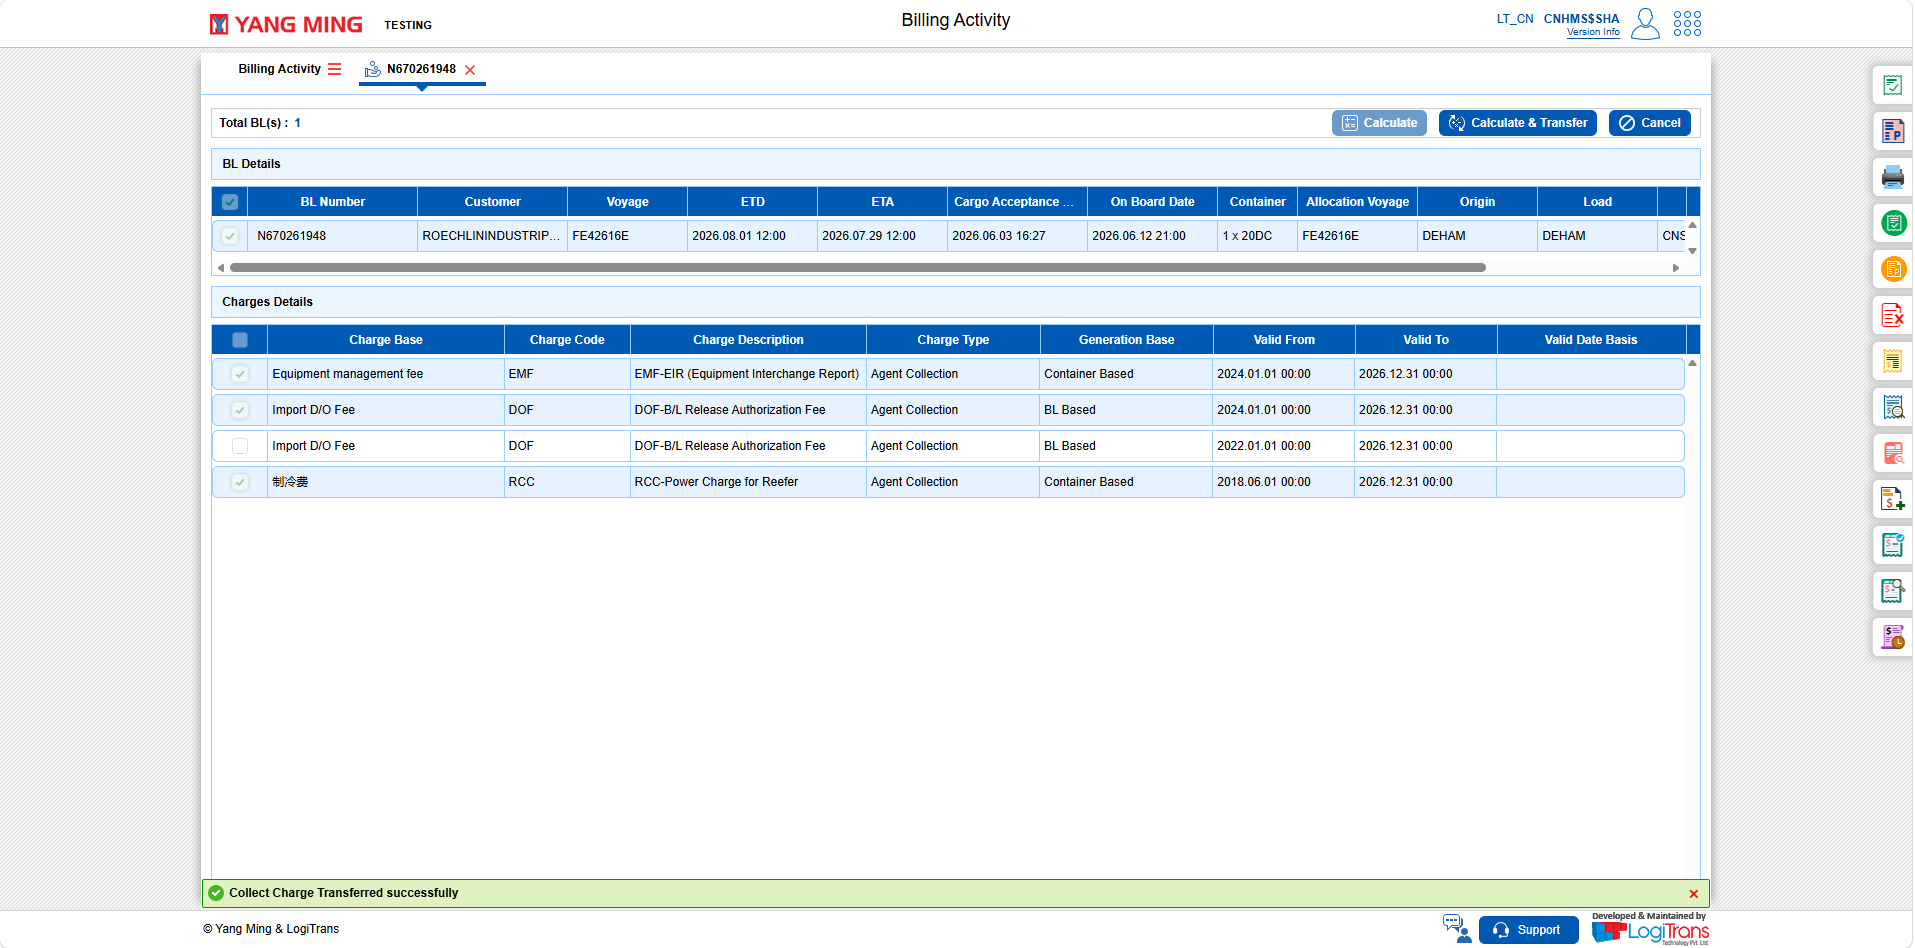 YANG MING TESTING
Billing Activity
LT_CN CNHMS$SHA
Version Info
Billing Activity N670261948
Total BL(s) : 1 Calculate Calculate & Transfer Cancel
BL Details
BL Number Customer Voyage ETD ETA Cargo Acceptance ... On Board Date Container Allocation Voyage Origin Load
N670261948 ROECHLININDUSTRIP... FE42616E 2026.08.01 12:00 2026.07.29 12:00 2026.06.03 16:27 2026.06.12 21:00 1 x 20DC FE42616E DEHAM DEHAM CNS
Charges Details
Charge Base Charge Code Charge Description Charge Type Generation Base Valid From Valid To Valid Date Basis
Equipment management fee EMF EMF-EIR (Equipment Interchange Report) Agent Collection Container Based 2024.01.01 00:00 2026.12.31 00:00
Import D/O Fee DOF DOF-B/L Release Authorization Fee Agent Collection BL Based 2024.01.01 00:00 2026.12.31 00:00
Import D/O Fee DOF DOF-B/L Release Authorization Fee Agent Collection BL Based 2022.01.01 00:00 2026.12.31 00:00
制冷费 RCC RCC-Power Charge for Reefer Agent Collection Container Based 2018.06.01 00:00 2026.12.31 00:00
Collect Charge Transferred successfully
© Yang Ming & LogiTrans
Support
Developed & Maintained by
LogiTrans
Technology Pvt. Ltd.